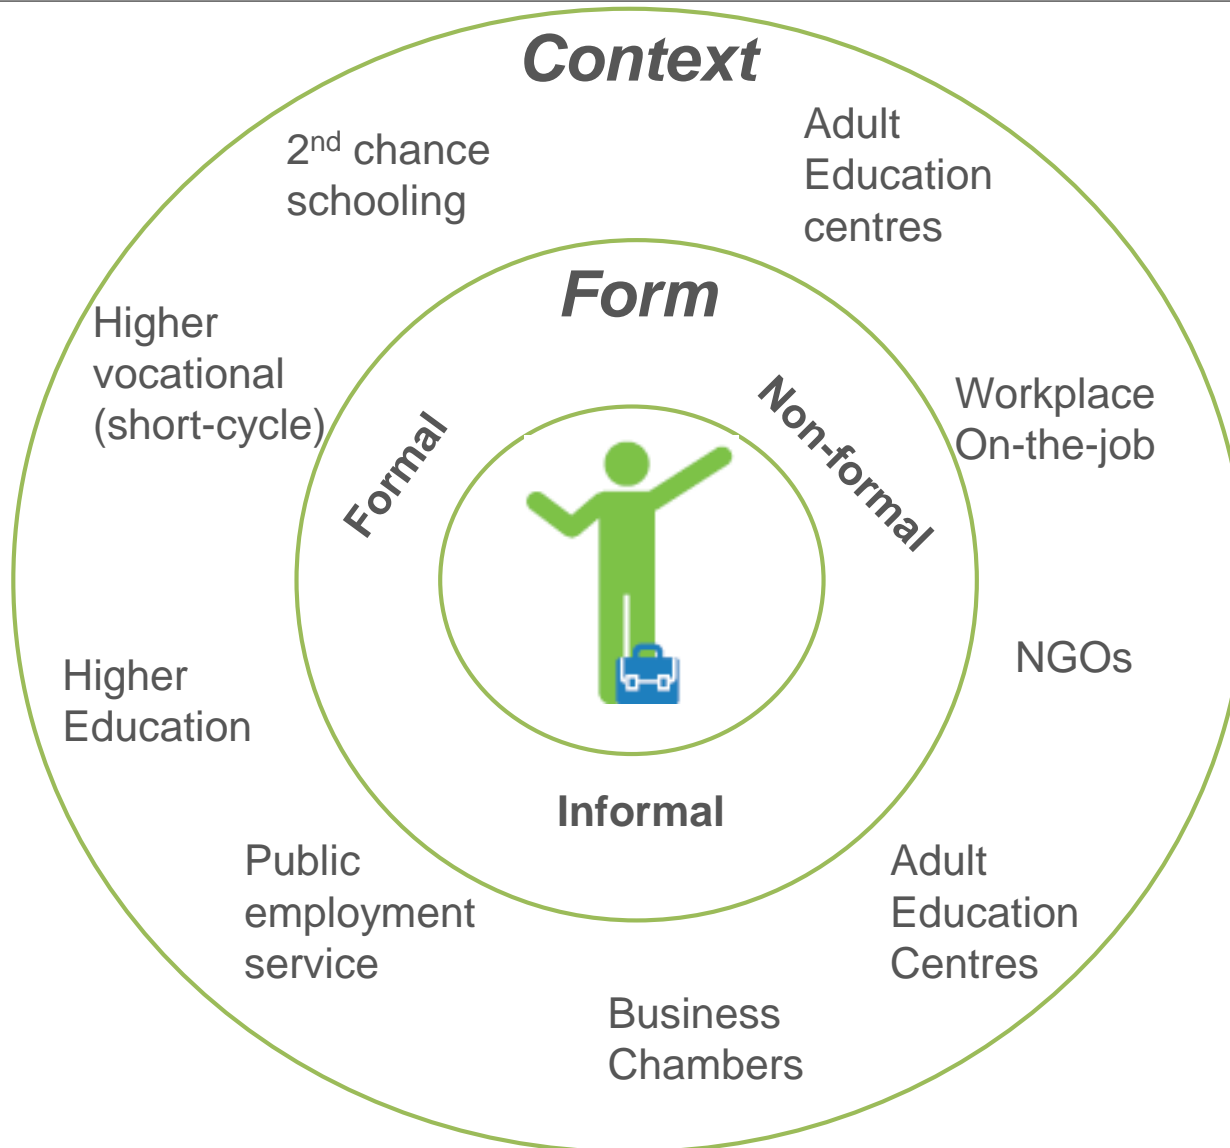 Context
2nd chance
schooling
Adult
Education
centres
Form
Higher
vocational
(short-cycle)
Formal
Non-formal
Workplace
On-the-job
Higher
Education
NGOs
Informal
Public
employment
service
Adult
Education
Centres
Business
Chambers